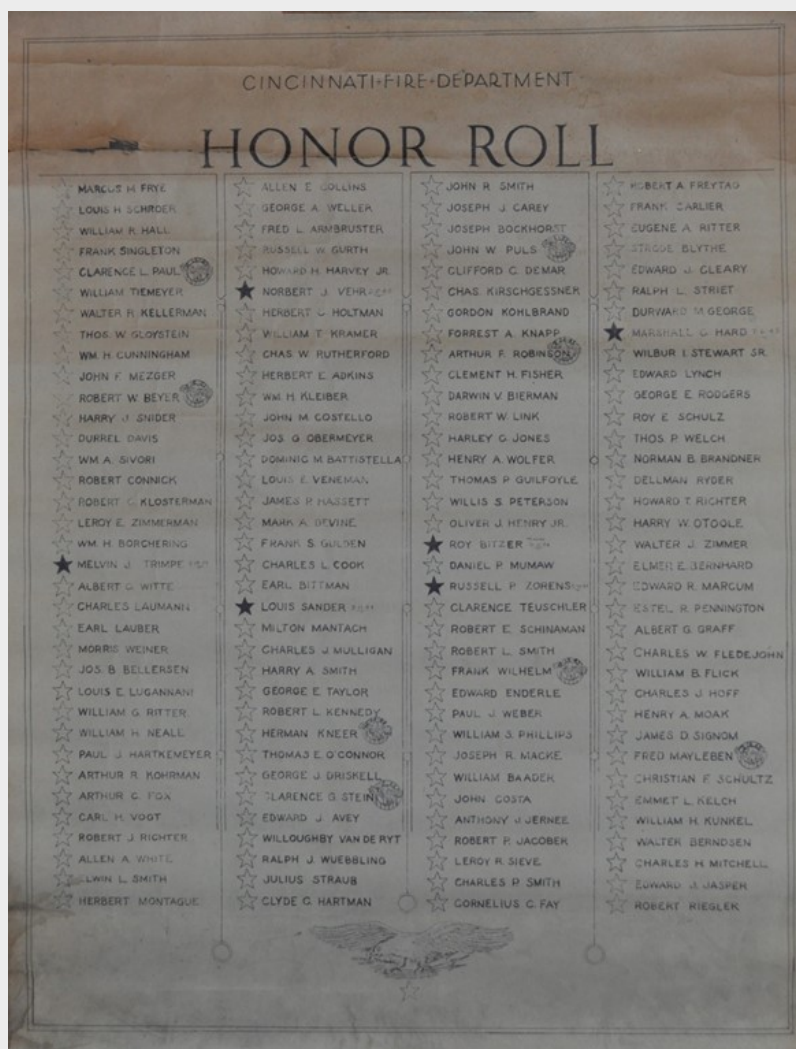 CINCINNATI·FIRE·DEPARTMENT
HONOR ROLL
MARCUS H. FRYE
LOUIS H. SCHROER
WILLIAM R. HALL
FRANK SINGLETON
CLARENCE L. PAUL
WILLIAM TIEMEYER
WALTER R. KELLERMAN
THOS. W. GLOYSTEIN
WM. H. CUNNINGHAM
JOHN F. MEZGER
ROBERT W. BEYER
HARRY J. SNIDER
DURREL DAVIS
WM. A. SIVORI
ROBERT CONNICK
ROBERT C. KLOSTERMAN
LEROY E. ZIMMERMAN
WM. H. BORCHERING
MELVIN J. TRIMPE
ALBERT C. WITTE
CHARLES LAUMANN
EARL LAUBER
MORRIS WEINER
JOS. B. BELLERSEN
LOUIS E. LUGANNANI
WILLIAM G. RITTER
WILLIAM H. NEALL
PAUL J. HARTKEMEYER
ARTHUR R. KOHRMAN
ARTHUR C. FOX
CARL H. VOGT
ROBERT J. RICHTER
ALLEN A. WHITE
ELWIN L. SMITH
HERBERT MONTAGUE
ALLEN E. COLLINS
GEORGE A. WELLER
FRED L. ARMBRUSTER
RUSSELL W. GURTH
HOWARD H. HARVEY JR.
NORBERT J. VEHR
HERBERT C. HOLTMAN
WILLIAM T. KRAMER
CHAS. W. RUTHERFORD
HERBERT E. ADKINS
WM. H. KLEIBER
JOHN M. COSTELLO
JOS. G. OBERMEYER
DOMINIC M. BATTISTELLA
LOUIS E. VENEMAN
JAMES P. HASSETT
MARK A. DEVINE
FRANK S. GULDEN
CHARLES L. COOK
EARL BITTMAN
LOUIS SANDER
MILTON MANTACH
CHARLES J. MULLIGAN
HARRY A. SMITH
GEORGE E. TAYLOR
ROBERT L. KENNEDY
HERMAN KNEER
THOMAS E. O'CONNOR
GEORGE J. DRISKELL
CLARENCE G. STEIN
EDWARD J. AVEY
WILLOUGHBY VAN DE RYT
RALPH J. WUEBBLING
JULIUS STRAUB
CLYDE C. HARTMAN
JOHN R. SMITH
JOSEPH J. CAREY
JOSEPH BOCKHORST
JOHN W. PULS
CLIFFORD C. DEMAR
CHAS. KIRSCHGESSNER
GORDON KOHLBRAND
FORREST A. KNAPP
ARTHUR F. ROBINSON
CLEMENT H. FISHER
DARWIN V. BIERMAN
ROBERT W. LINK
HARLEY G. JONES
HENRY A. WOLFER
THOMAS P. GUILFOYLE
WILLIS S. PETERSON
OLIVER J. HENRY JR.
ROY BITZER
DANIEL P. MUMAW
RUSSELL P. ZORENS
CLARENCE TEUSCHLER
ROBERT E. SCHINAMAN
ROBERT L. SMITH
FRANK WILHELM
EDWARD ENDERLE
PAUL J. WEBER
WILLIAM S. PHILLIPS
JOSEPH R. MACKE
WILLIAM BAADER
JOHN COSTA
ANTHONY J. JERNEE
ROBERT P. JACOBER
LEROY R. SIEVE
CHARLES P. SMITH
CORNELIUS C. FAY
ROBERT A. FREYTAG
FRANK CARLIER
EUGENE A. RITTER
STRODE BLYTHE
EDWARD J. CLEARY
RALPH L. STRIET
DURWARD M. GEORGE
MARSHALL G. HARD
WILBUR I. STEWART SR.
EDWARD LYNCH
GEORGE E. RODGERS
ROY E. SCHULZ
THOS. P. WELCH
NORMAN B. BRANDNER
DELLMAN RYDER
HOWARD T. RICHTER
HARRY W. OTOOLE
WALTER J. ZIMMER
ELMER E. BERNHARD
EDWARD R. MARCUM
ESTEL R. PENNINGTON
ALBERT G. GRAFF
CHARLES W. FLEDEJOHN
WILLIAM B. FLICK
CHARLES J. HOFF
HENRY A. MOAK
JAMES D. SIGNOM
FRED MAYLEBEN
CHRISTIAN F. SCHULTZ
EMMET L. KELCH
WILLIAM H. KUNKEL
WALTER BERNDSEN
CHARLES H. MITCHELL
EDWARD J. JASPER
ROBERT RIEGLER